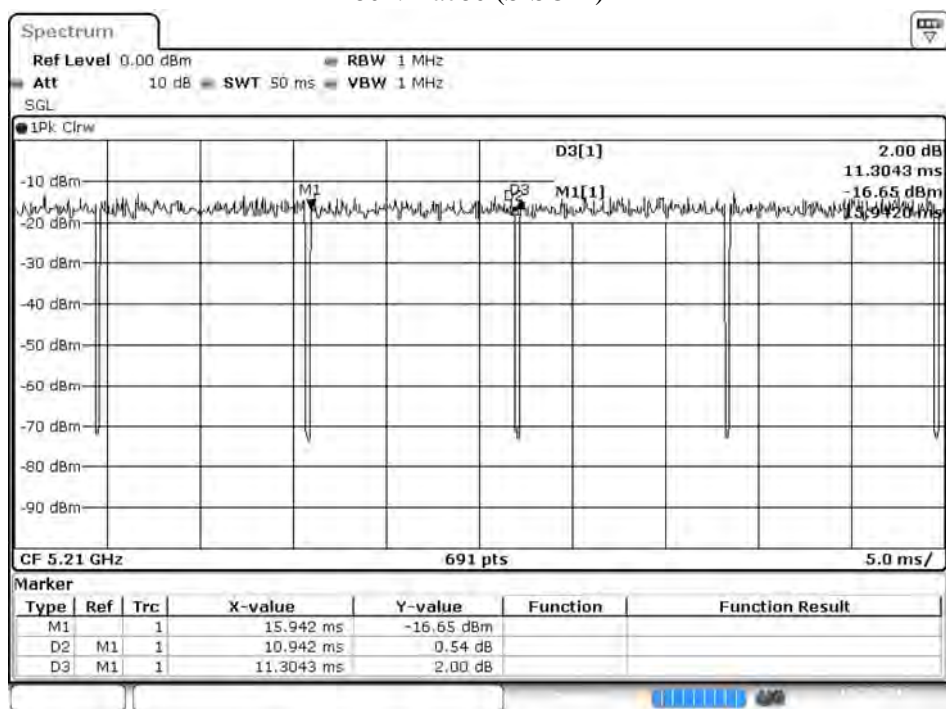 Spectrum
Ref Level 0.00 dBm RBW 1 MHz
Att 10 dB SWT 50 ms VBW 1 MHz
SGL
1Pk Clrw
D3[1] 2.00 dB
11.3043 ms
-10 dBm
M1 D3 M1[1] -16.65 dBm
15.9420 ms
-20 dBm
-30 dBm
-40 dBm
-50 dBm
-60 dBm
-70 dBm
-80 dBm
-90 dBm
CF 5.21 GHz 691 pts 5.0 ms/
Marker
Type Ref Trc X-value Y-value Function Function Result
M1 1 15.942 ms -16.65 dBm
D2 M1 1 10.942 ms 0.54 dB
D3 M1 1 11.3043 ms 2.00 dB